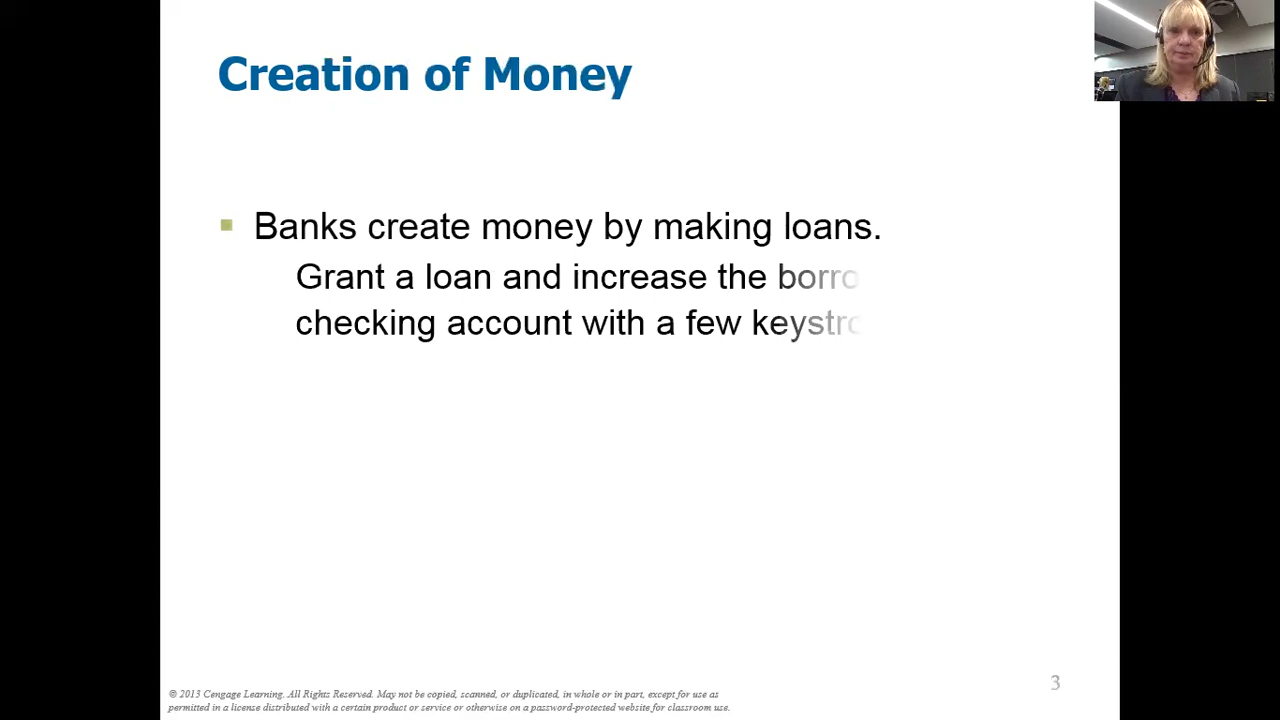 Creation of Money
Banks create money by making loans.
Grant a loan and increase the
checking account with a few
3
© 2013 Cengage Learning. All Rights Reserved. May not be copied, scanned, or duplicated, in whole or in part, except for use as
permitted in a license distributed with a certain product or service or otherwise on a password-protected website for classroom use.